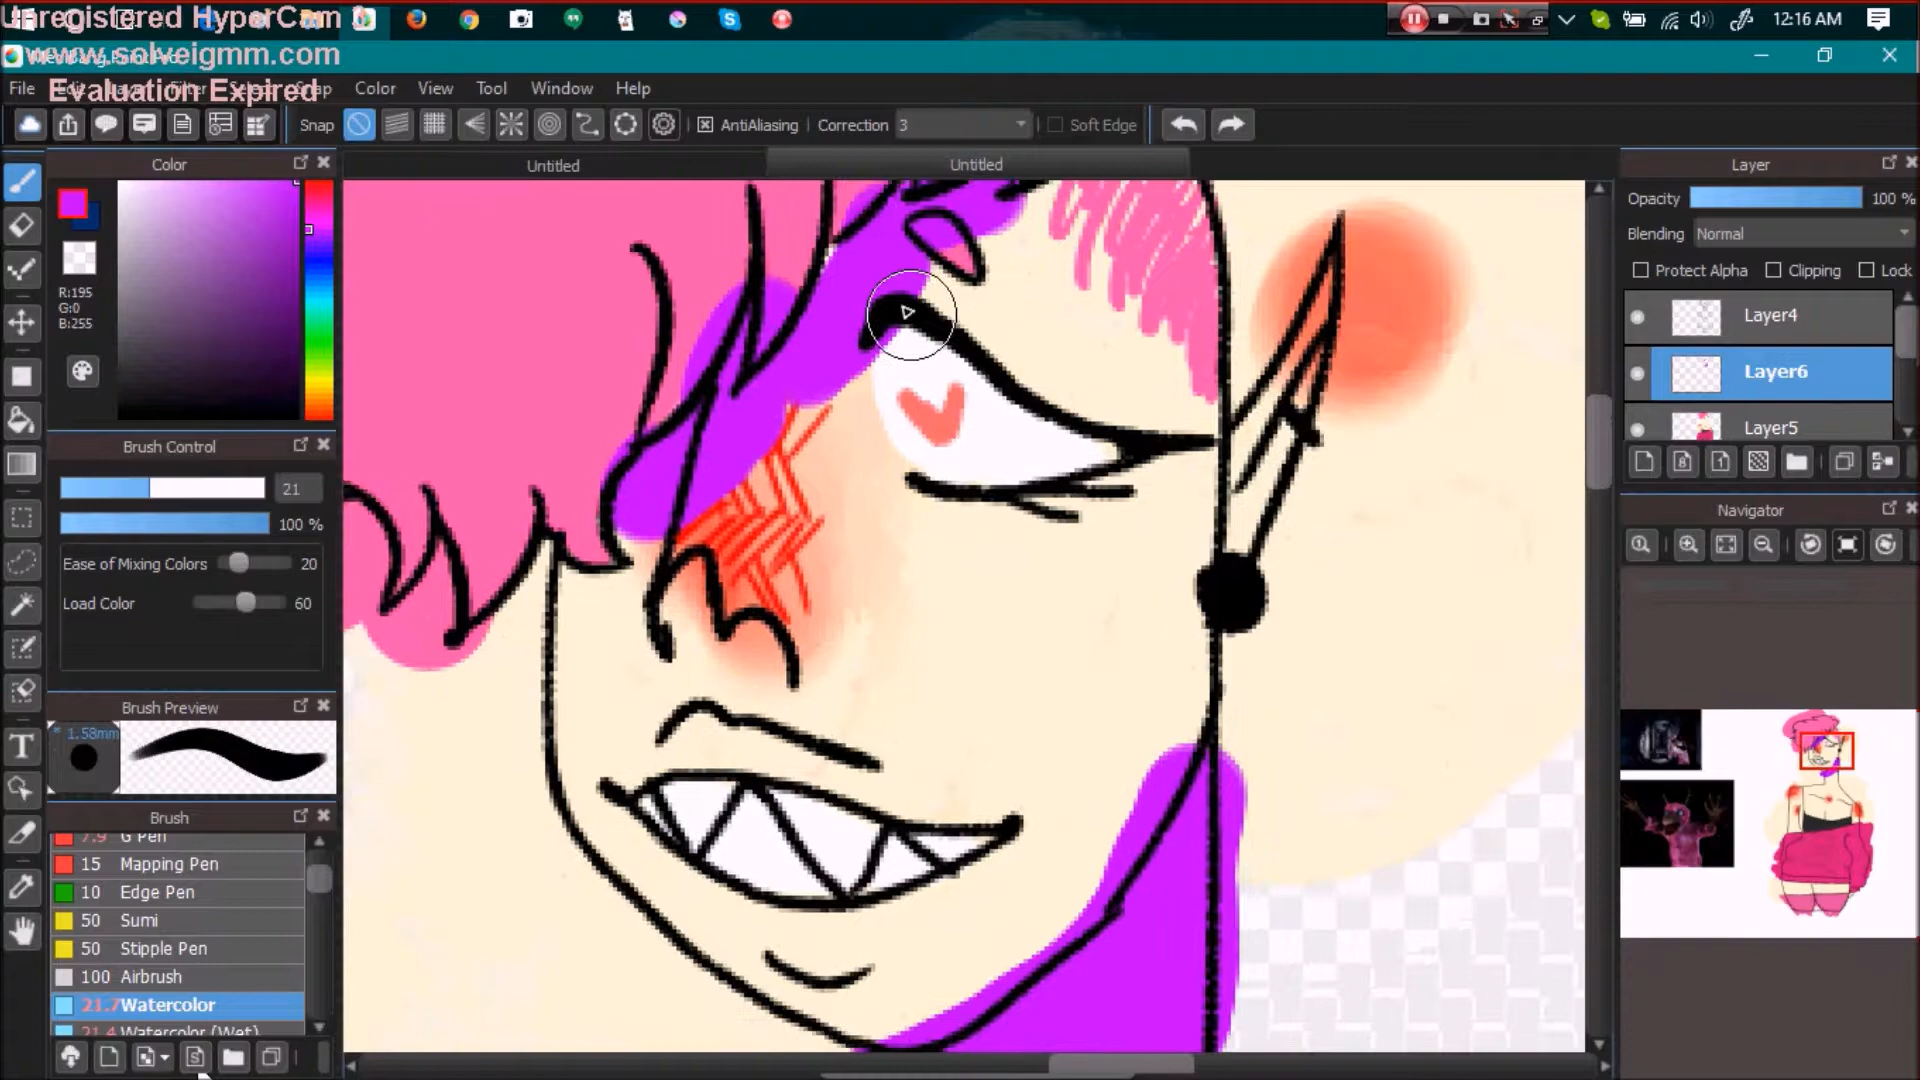 Unregistered HyperCam
12:16 AM
www.solveigmm.com
Evaluation Expired
File
Color View Tool Window Help
Snap AntiAliasing Correction 3 Soft Edge
Color
Untitled
Untitled
Layer
R:195
G:0
B:255
Opacity 100 %
Blending Normal
Protect Alpha Clipping Lock
Layer4
Layer6
Layer5
Brush Control
21
100 %
Ease of Mixing Colors 20
Load Color 60
Navigator
Brush Preview
* 1.58mm
Brush
7.9 G Pen
15 Mapping Pen
10 Edge Pen
50 Sumi
50 Stipple Pen
100 Airbrush
21.7 Watercolor
21.4 Watercolor (Wet)